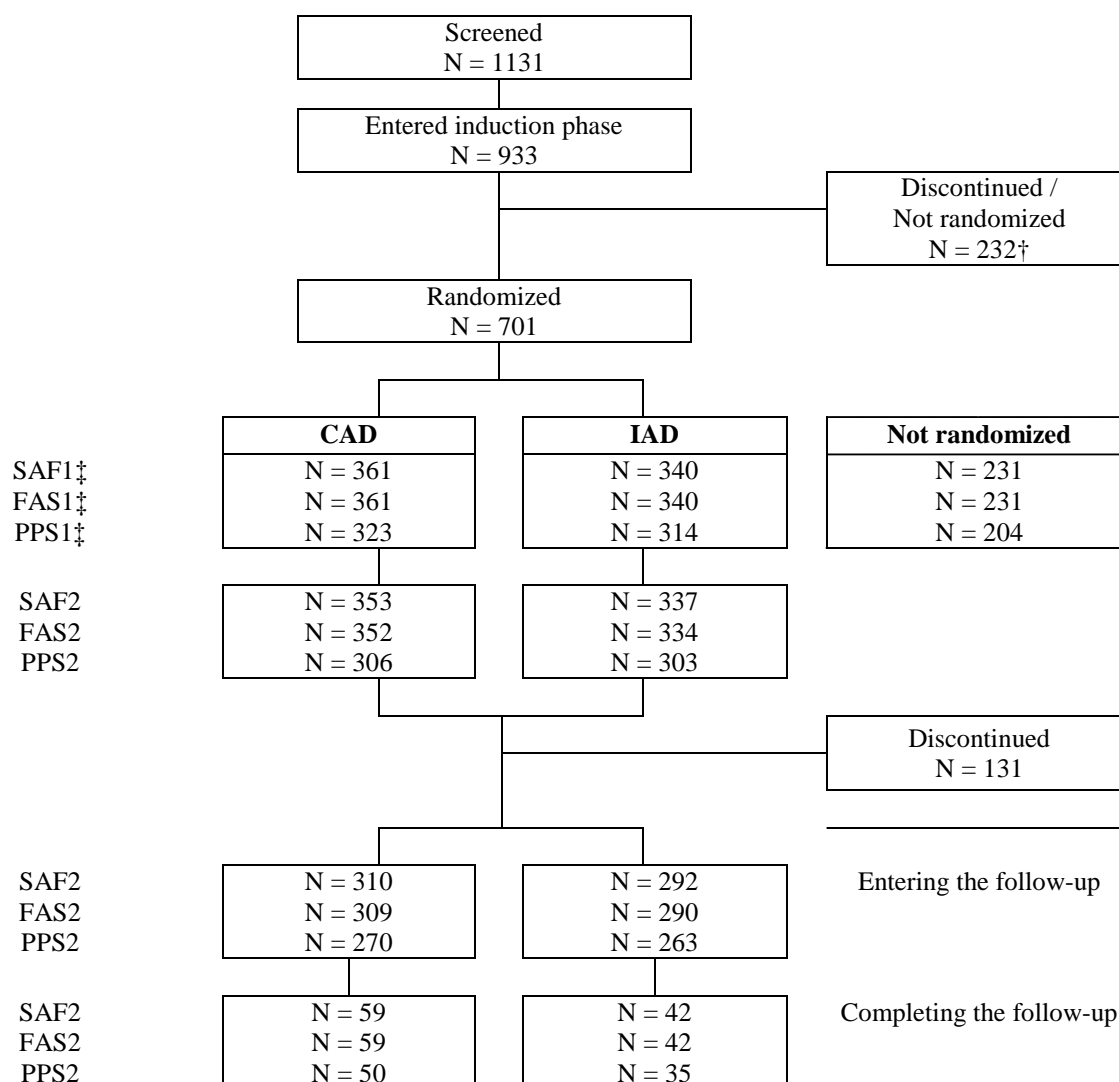 Screened
N = 1131
Entered induction phase
N = 933
Discontinued /
Not randomized
N = 232†
Randomized
N = 701
CAD IAD Not randomized
SAF1‡ N = 361 N = 340 N = 231
FAS1‡ N = 361 N = 340 N = 231
PPS1‡ N = 323 N = 314 N = 204
SAF2 N = 353 N = 337
FAS2 N = 352 N = 334
PPS2 N = 306 N = 303
Discontinued
N = 131
SAF2 N = 310 N = 292 Entering the follow-up
FAS2 N = 309 N = 290
PPS2 N = 270 N = 263
SAF2 N = 59 N = 42 Completing the follow-up
FAS2 N = 59 N = 42
PPS2 N = 50 N = 35